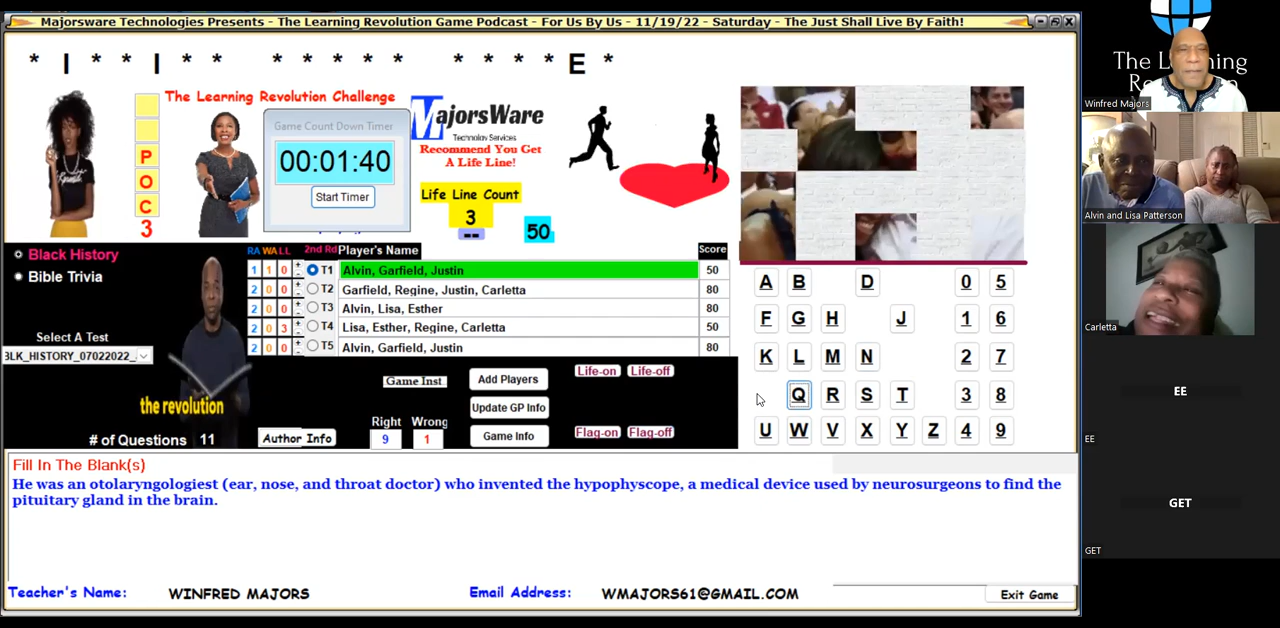 Majorsware Technologies Presents - The Learning Revolution Game Podcast - For Us By Us - 11/19/22 - Saturday - The Just Shall Live By Faith!
* I * * I * *   * * * * *   * * * * E *
The Learning Revolution Challenge
P
O
C
3
Game Count Down Timer
00:01:40
Start Timer
MajorsWare
Technology Services
Recommend You Get
A Life Line!
Life Line Count
3
--
50
Black History
Bible Trivia
Select A Test
BLK_HISTORY_07022022_
the revolution
# of Questions 11
Author Info
RA WA LL 2nd Rd Player's Name Score
1 1 0 + - T1 Alvin, Garfield, Justin 50
2 0 0 + - T2 Garfield, Regine, Justin, Carletta 80
2 0 0 + - T3 Alvin, Lisa, Esther 80
2 0 3 + - T4 Lisa, Esther, Regine, Carletta 50
2 0 0 + - T5 Alvin, Garfield, Justin 80
Game Inst
Add Players
Update GP Info
Game Info
Right Wrong
9 1
Life-on Life-off
Flag-on Flag-off
A B D 0 5
F G H J 1 6
K L M N 2 7
Q R S T 3 8
U W V X Y Z 4 9
Fill In The Blank(s)
He was an otolaryngologiest (ear, nose, and throat doctor) who invented the hypophyscope, a medical device used by neurosurgeons to find the
pituitary gland in the brain.
Teacher's Name: WINFRED MAJORS Email Address: WMAJORS61@GMAIL.COM
Exit Game
The Learning
Winfred Majors
Alvin and Lisa Patterson
Carletta
EE
EE
GET
GET